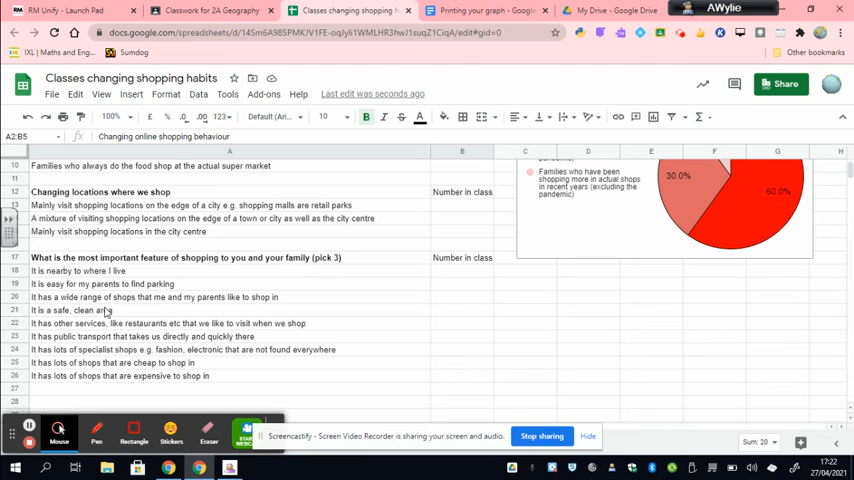 RM Unify - Launch Pad
Classwork for 2A Geography
Classes changing shopping h
Printing your graph - Google
My Drive - Google Drive
AWylie
docs.google.com/spreadsheets/d/14Sm6A985PMK/V1FE-oqJyIi1WMLHR3hwJ1suqZ1CiqA/edit#gid=0
IXL | Maths and Eng...
Sumdog
Other bookmarks
Classes changing shopping habits
File Edit View Insert Format Data Tools Add-ons Help Last edit was seconds ago
Share
100% £ % .0 .00 123 Default (Ari... 10 B I S A
A2:B5 fx Changing online shopping behaviour
A B C D E F G H
10 Families who always do the food shop at the actual super market
11
12 Changing locations where we shop Number in class
13 Mainly visit shopping locations on the edge of a city e.g. shopping malls are retail parks
14 A mixture of visiting shopping locations on the edge of a town or city as well as the city centre
15 Mainly visit shopping locations in the city centre
17 What is the most important feature of shopping to you and your family (pick 3) Number in class
18 It is nearby to where I live
19 It is easy for my parents to find parking
20 It has a wide range of shops that me and my parents like to shop in
21 It is a safe, clean area
22 It has other services, like restaurants etc that we like to visit when we shop
23 It has public transport that takes us directly and quickly there
24 It has lots of specialist shops e.g. fashion, electronic that are not found everywhere
25 It has lots of shops that are cheap to shop in
26 It has lots of shops that are expensive to shop in
27
28
pandemic)
Families who have been
shopping more in actual shops
in recent years (excluding the
pandemic)
30.0%
60.0%
Mouse
Pen
Rectangle
Stickers
Eraser
START
WEBC
Screencastify - Screen Video Recorder is sharing your screen and audio.
Stop sharing
Hide
Sum: 20
17:22
27/04/2021